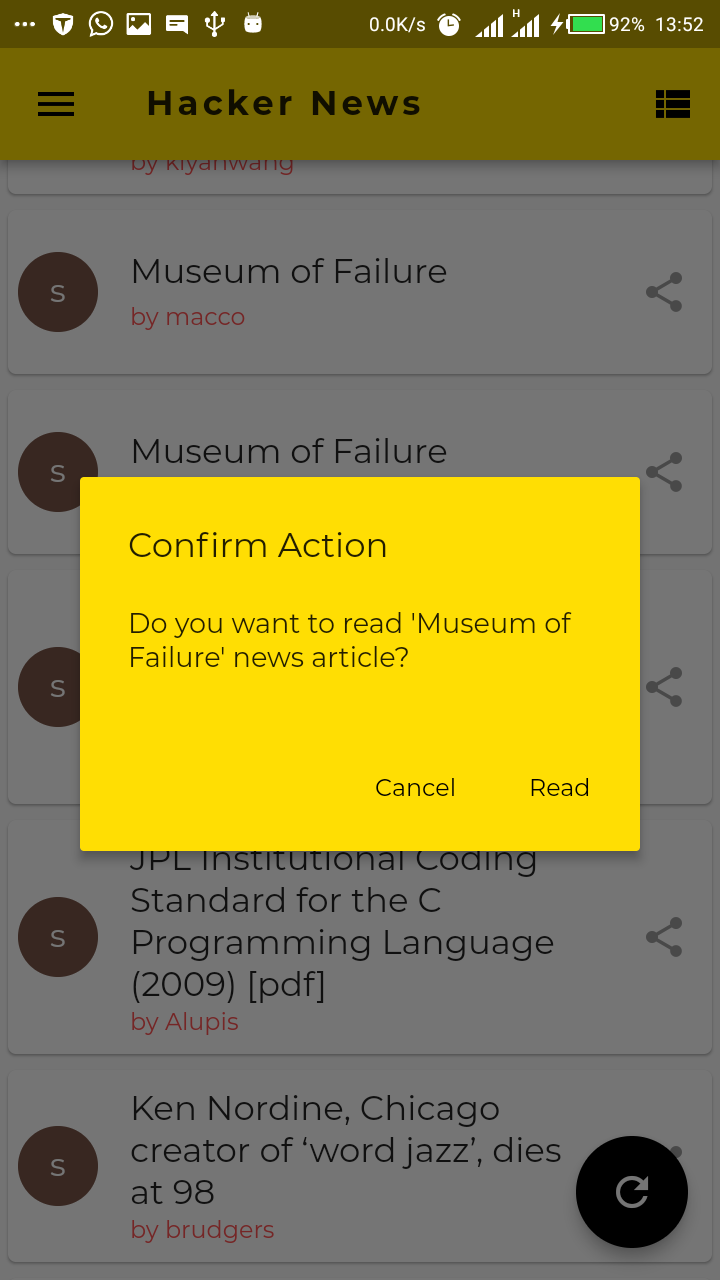 0.0K/s H 92% 13:52
Hacker News
by kiyanwang
S
Museum of Failure
by macco
S
Museum of Failure
Confirm Action
Do you want to read 'Museum of
Failure' news article?
Cancel Read
S
JPL Institutional Coding
Standard for the C
Programming Language
(2009) [pdf]
by Alupis
S
Ken Nordine, Chicago
creator of ‘word jazz’, dies
at 98
by brudgers
S